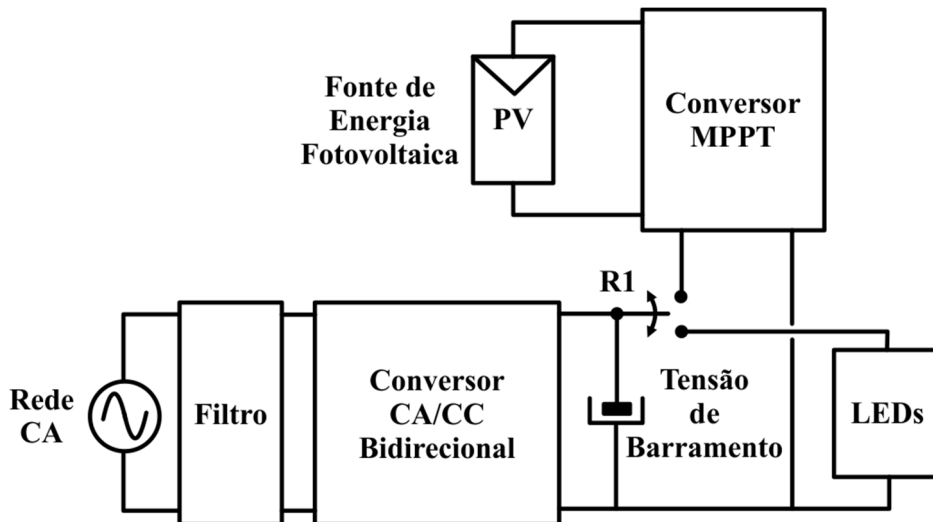 Fonte de
Energia
Fotovoltaica
PV
Conversor
MPPT
R1
Rede
CA
Filtro
Conversor
CA/CC
Bidirecional
Tensão
de
Barramento
LEDs